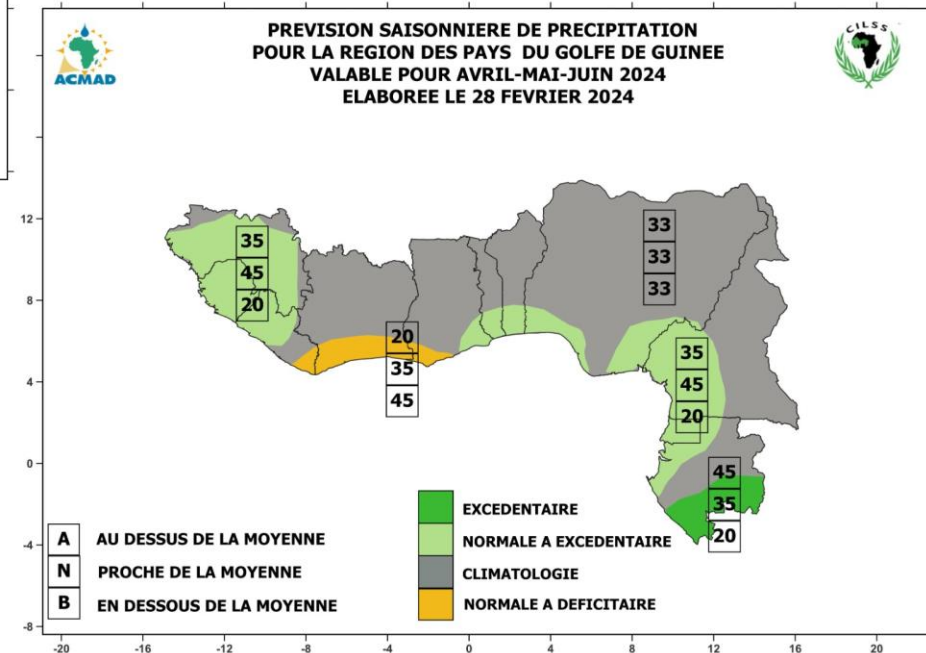 PREVISION SAISONNIERE DE PRECIPITATION
POUR LA REGION DES PAYS DU GOLFE DE GUINEE
VALABLE POUR AVRIL-MAI-JUIN 2024
ELABOREE LE 28 FEVRIER 2024
ACMAD
CILSS
12
8
4
0
-4
-8
35
45
20
20
35
45
33
33
33
35
45
20
45
35
20
A AU DESSUS DE LA MOYENNE
N PROCHE DE LA MOYENNE
B EN DESSOUS DE LA MOYENNE
EXCEDENTAIRE
NORMALE A EXCEDENTAIRE
CLIMATOLOGIE
NORMALE A DEFICITAIRE
-20 -16 -12 -8 -4 0 4 8 12 16 20